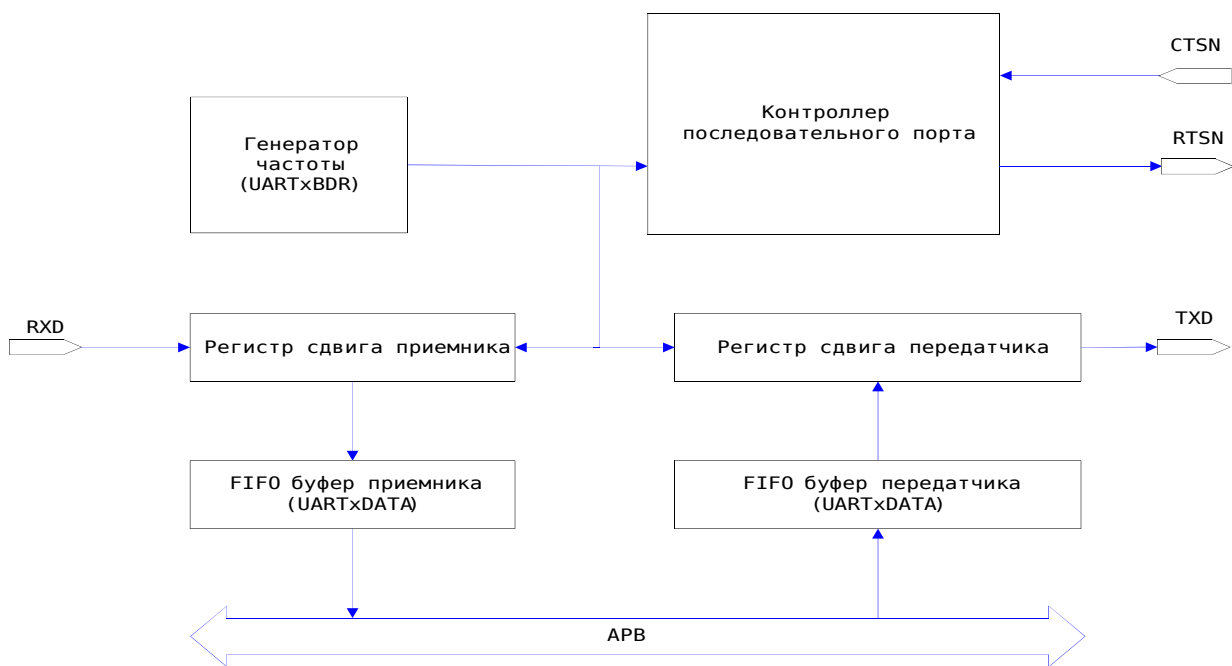 CTSN
Контроллер
последовательного порта
Генератор
частоты
(UARTxBDR)
RTSN
RXD
Регистр сдвига приемника
Регистр сдвига передатчика
TXD
FIFO буфер приемника
(UARTxDATA)
FIFO буфер передатчика
(UARTxDATA)
APB